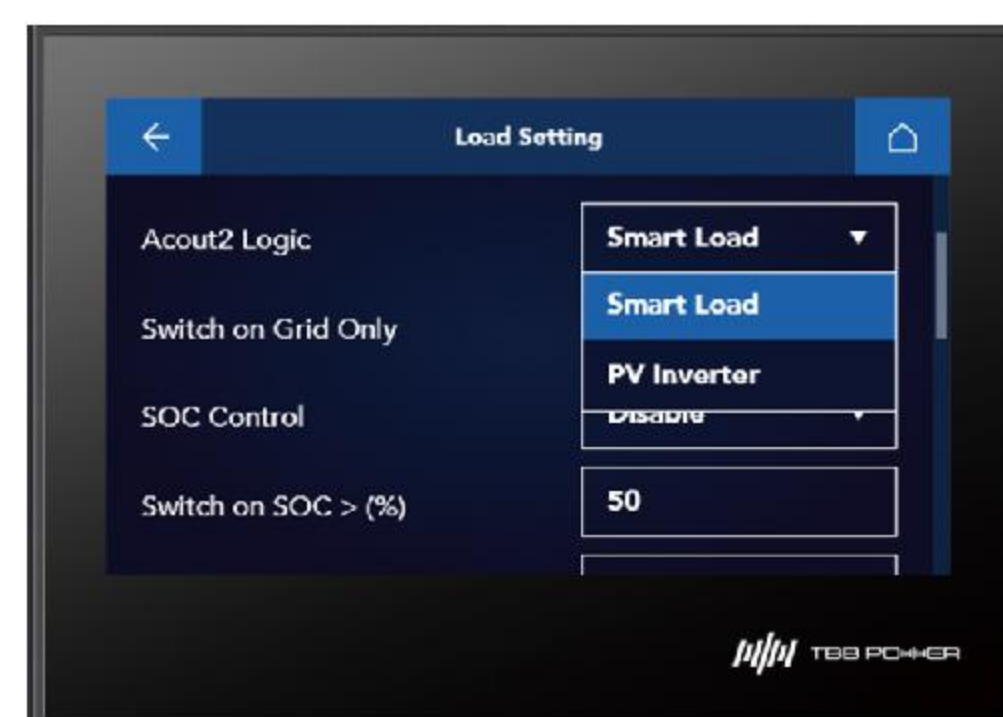 Load Setting
Acout2 Logic
Smart Load
Smart Load
Switch on Grid Only
PV Inverter
SOC Control
Disable
Switch on SOC > (%)
50
TBB POWER